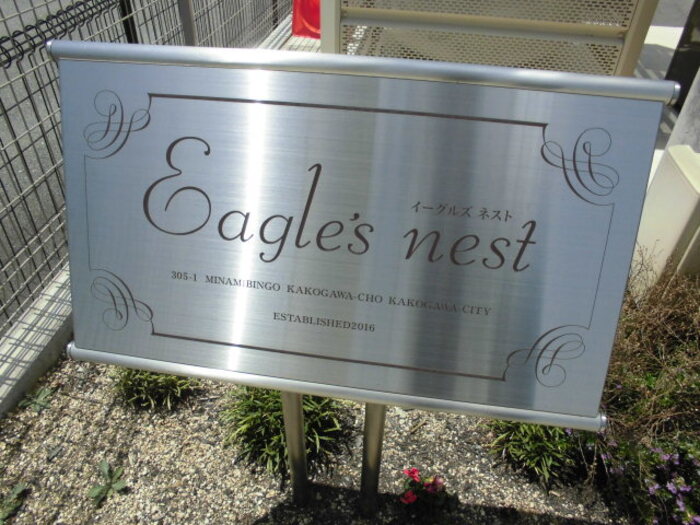 Eagle's nest
イーグルズ ネスト
305-1 MINAMIBINGO KAKOGAWA-CHO KAKOGAWA-CITY
ESTABLISHED2016